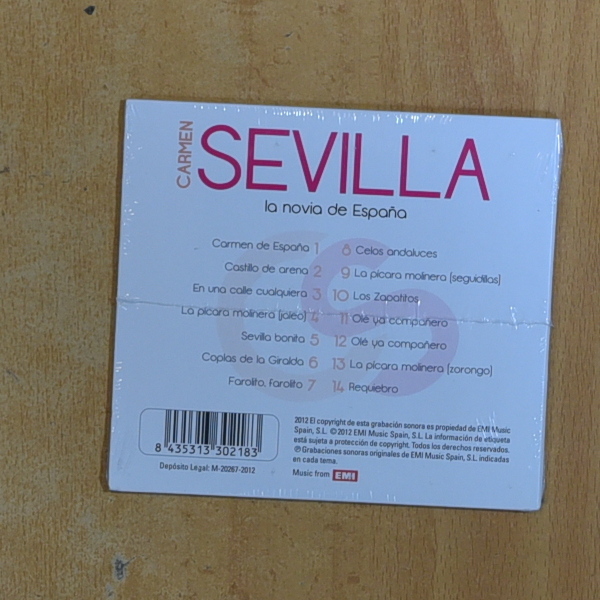 CARMEN
SEVILLA
la novia de España
Carmen de España 1
Castillo de arena 2
En una calle cualquiera 3
La pícara molinera (jaleo) 4
Sevilla bonita 5
Coplas de la Giralda 6
Farolito, farolito 7
8 Celos andaluces
9 La pícara molinera (seguidillas)
10 Los Zapatitos
11 Olé ya compañero
12 Olé ya compañero
13 La pícara molinera (zorongo)
14 Requiebro
8 435313 302183
Depósito Legal: M-20267-2012
2012 El copyright de esta grabación sonora es propiedad de EMI Music
Spain, S.L. ©2012 EMI Music Spain, S.L. La información de etiqueta
está sujeta a protección de copyright. Todos los derechos reservados.
℗Grabaciones sonoras originales de EMI Music Spain, S.L. indicadas
en cada tema.
Music from EMI